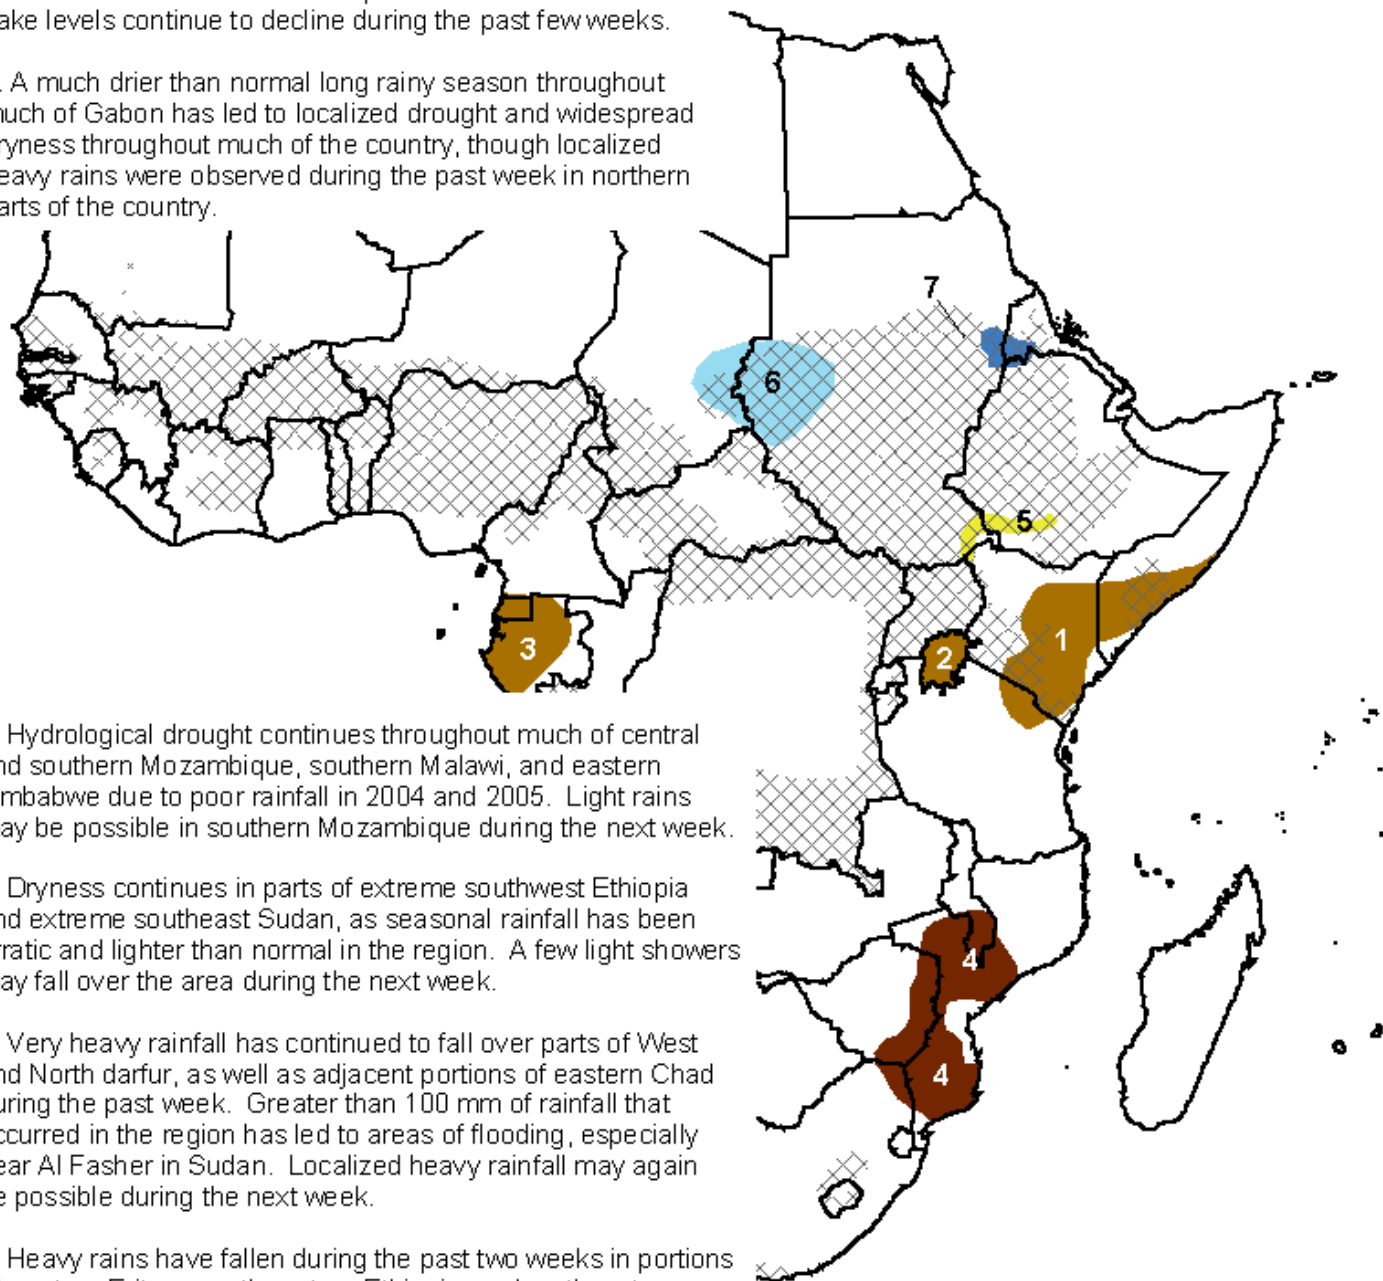 ake levels continue to decline during the past few weeks.
. A much drier than normal long rainy season throughout
nuch of Gabon has led to localized drought and widespread
ryness throughout much of the country, though localized
eavy rains were observed during the past week in northern
arts of the country.
7
6
5
3
2
1
Hydrological drought continues throughout much of central
nd southern Mozambique, southern Malawi, and eastern
imbabwe due to poor rainfall in 2004 and 2005. Light rains
ay be possible in southern Mozambique during the next week.
Dryness continues in parts of extreme southwest Ethiopia
nd extreme southeast Sudan, as seasonal rainfall has been
rratic and lighter than normal in the region. A few light showers
ay fall over the area during the next week.
4
Very heavy rainfall has continued to fall over parts of West
nd North darfur, as well as adjacent portions of eastern Chad
uring the past week. Greater than 100 mm of rainfall that
ccurred in the region has led to areas of flooding, especially
ear Al Fasher in Sudan. Localized heavy rainfall may again
e possible during the next week.
4
Heavy rains have fallen during the past two weeks in portions